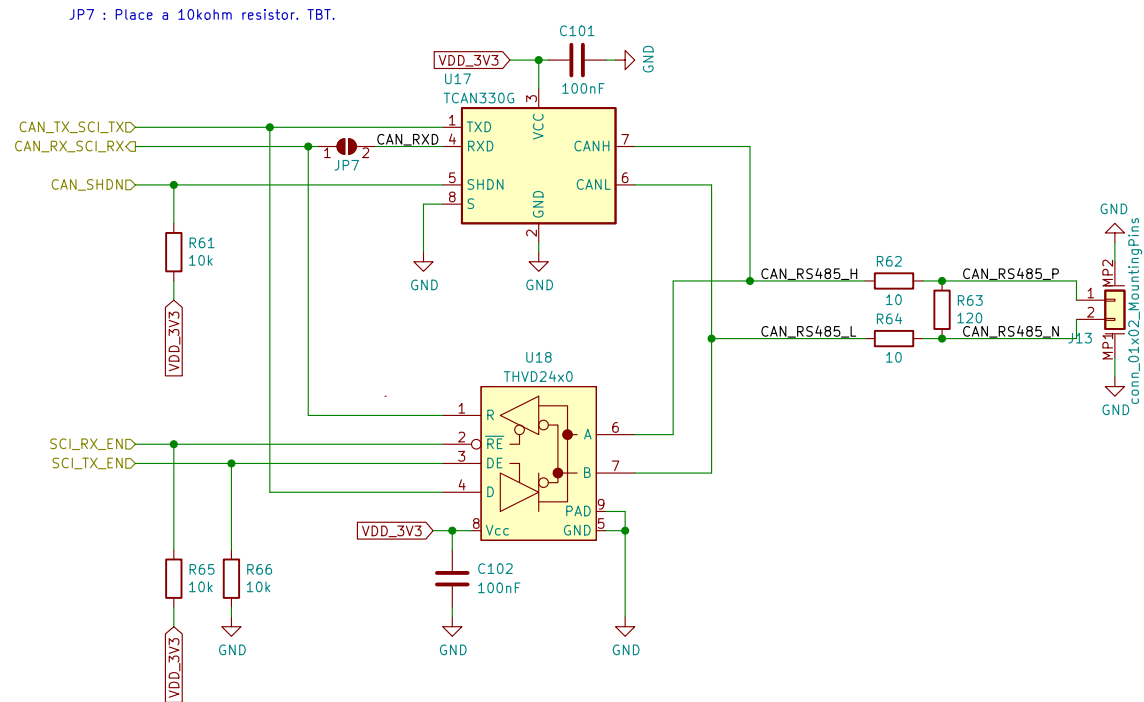 JP7 : Place a 10kohm resistor. TBT.
C101
VDD_3V3
GND
100nF
U17
TCAN330G
3
VCC
CAN_TX_SCI_TX
1
TXD
CAN_RX_SCI_RX
1
2
JP7
CAN_RXD
4
RXD
CANH
7
CAN_SHDN
5
SHDN
CANL
6
8
S
GND
2
R61
10k
VDD_3V3
GND
GND
GND
MP2
conn_01x02_MountingPins
R62
CAN_RS485_H
10
CAN_RS485_P
1
R63
120
2
R64
CAN_RS485_L
10
CAN_RS485_N
J13
MP1
GND
U18
THVD24x0
1
R
A
6
SCI_RX_EN
2
RE
SCI_TX_EN
3
DE
B
7
4
D
PAD
9
VDD_3V3
8
Vcc
GND
5
R65
10k
R66
10k
C102
100nF
GND
GND
GND
VDD_3V3